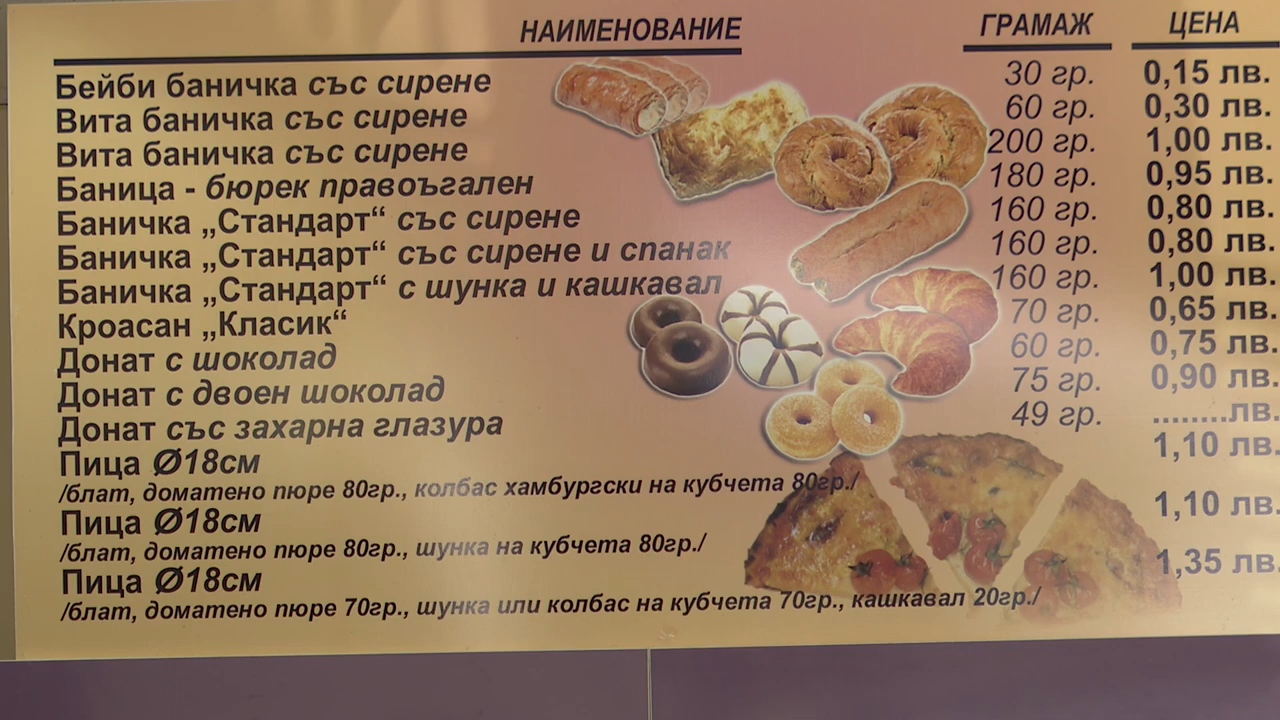 НАИМЕНОВАНИЕ ГРАМАЖ ЦЕНА
Бейби баничка със сирене 30 гр. 0,15 лв.
Вита баничка със сирене 60 гр. 0,30 лв.
Вита баничка със сирене 200 гр. 1,00 лв.
Баница - бюрек правоъгален 180 гр. 0,95 лв.
Баничка „Стандарт“ със сирене 160 гр. 0,80 лв.
Баничка „Стандарт“ със сирене и спанак 160 гр. 0,80 лв.
Баничка „Стандарт“ с шунка и кашкавал 160 гр. 1,00 лв.
Кроасан „Класик“ 70 гр. 0,65 лв.
Донат с шоколад 60 гр. 0,75 лв.
Донат с двоен шоколад 75 гр. 0,90 лв.
Донат със захарна глазура 49 гр. ........лв.
Пица Ø18см 1,10 лв.
/блат, доматено пюре 80гр., колбас хамбургски на кубчета 80гр./
Пица Ø18см 1,10 лв.
/блат, доматено пюре 80гр., шунка на кубчета 80гр./
Пица Ø18см 1,35 лв.
/блат, доматено пюре 70гр., шунка или колбас на кубчета 70гр., кашкавал 20гр./